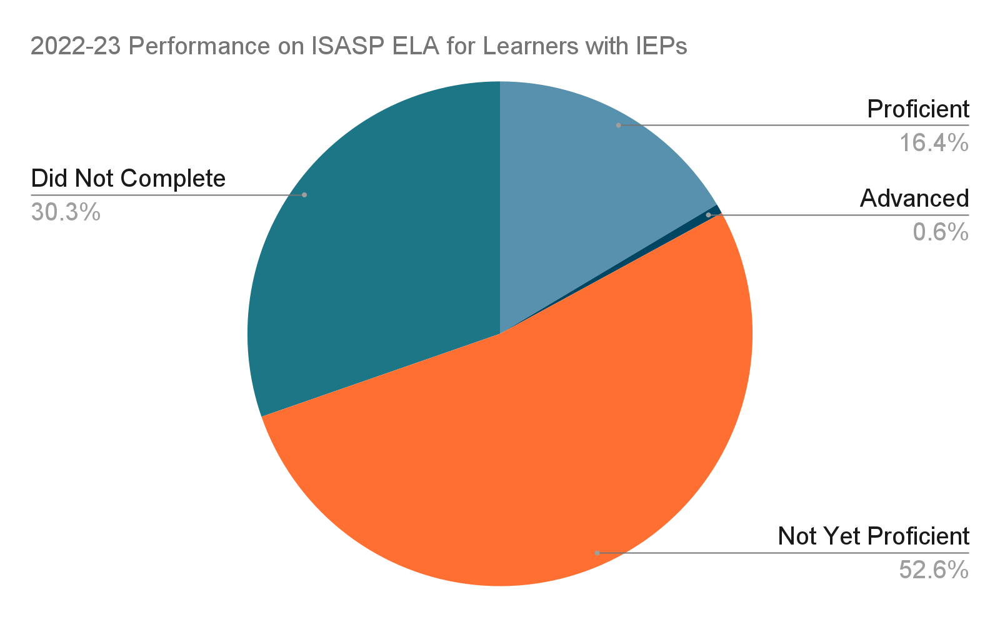 2022-23 Performance on ISASP ELA for Learners with IEPs
Proficient
16.4%
Did Not Complete
30.3%
Advanced
0.6%
Not Yet Proficient
52.6%